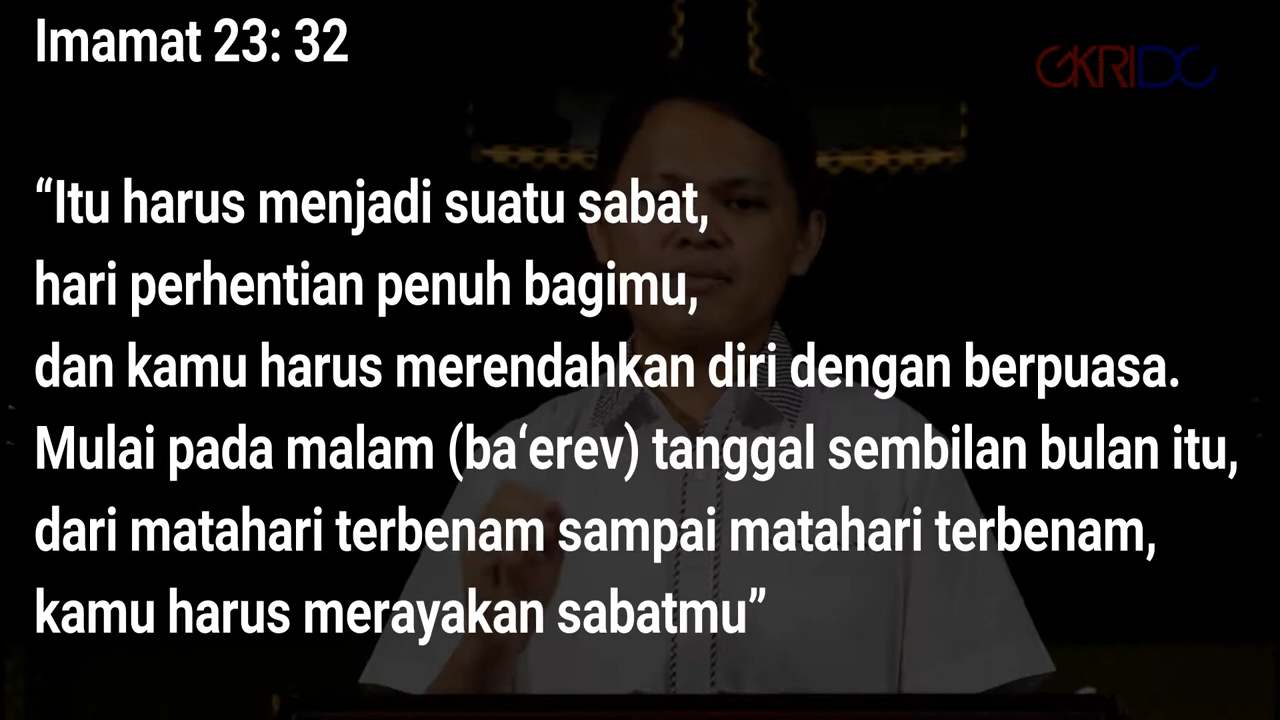 Imamat 23: 32
GKRIDC
“Itu harus menjadi suatu sabat,
hari perhentian penuh bagimu,
dan kamu harus merendahkan diri dengan berpuasa.
Mulai pada malam (ba‘erev) tanggal sembilan bulan itu,
dari matahari terbenam sampai matahari terbenam,
kamu harus merayakan sabatmu”